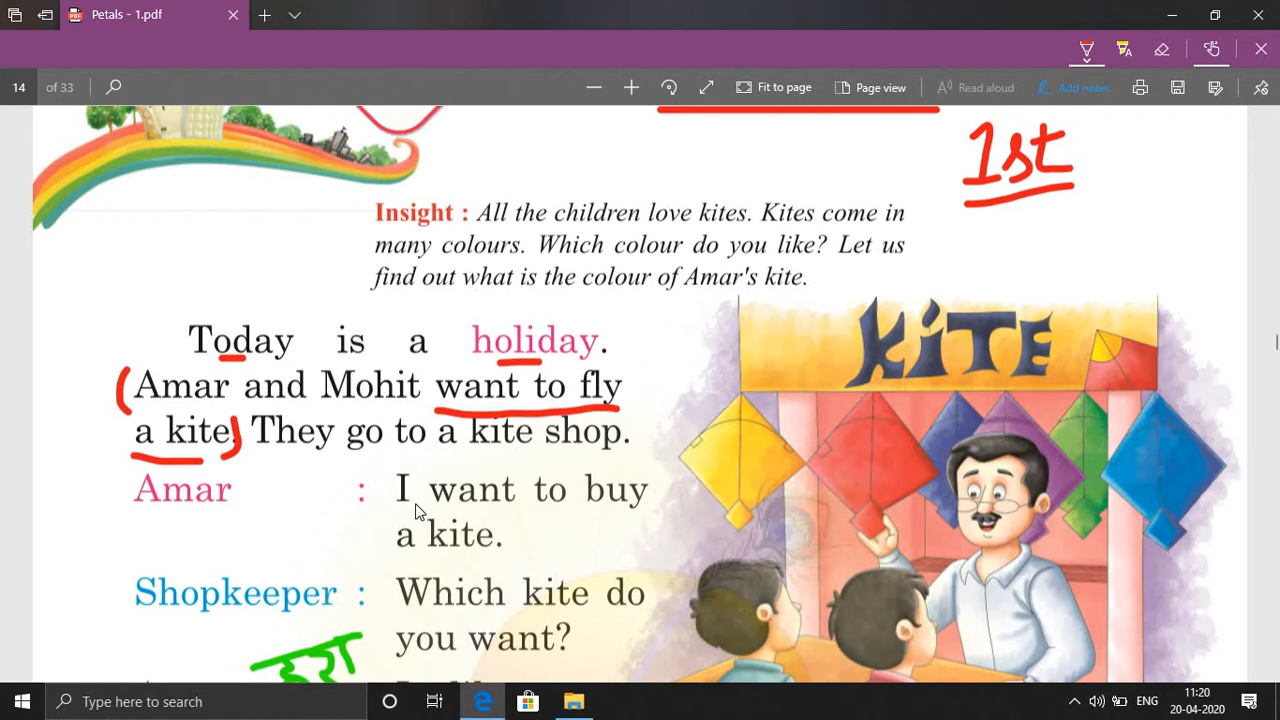 Petals - 1.pdf
14 of 33 Fit to page Page view Read aloud Add notes
1st
Insight : All the children love kites. Kites come in
many colours. Which colour do you like? Let us
find out what is the colour of Amar's kite.
KiTE
Today is a holiday.
(Amar and Mohit want to fly
a kite.) They go to a kite shop.
Amar : I want to buy
a kite.
Shopkeeper : Which kite do
you want?
हरा
Type here to search
ENG
11:20
20-04-2020